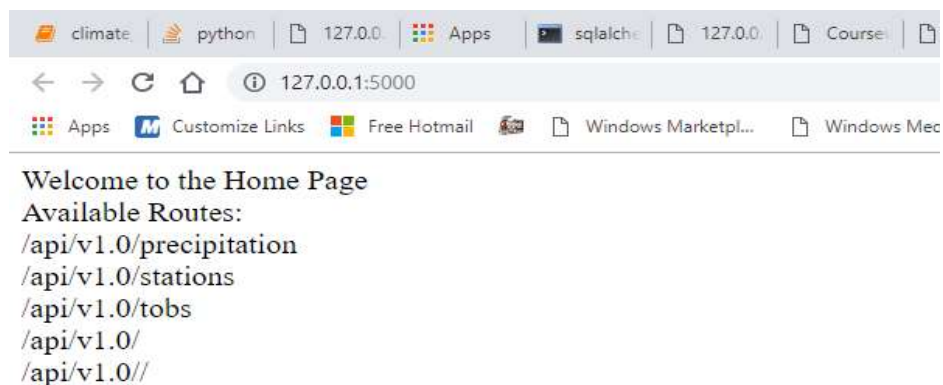 climate python 127.0.0. Apps sqlalche 127.0.0. Course
127.0.0.1:5000
Apps Customize Links Free Hotmail Windows Marketpl... Windows Med
Welcome to the Home Page
Available Routes:
/api/v1.0/precipitation
/api/v1.0/stations
/api/v1.0/tobs
/api/v1.0/
/api/v1.0//